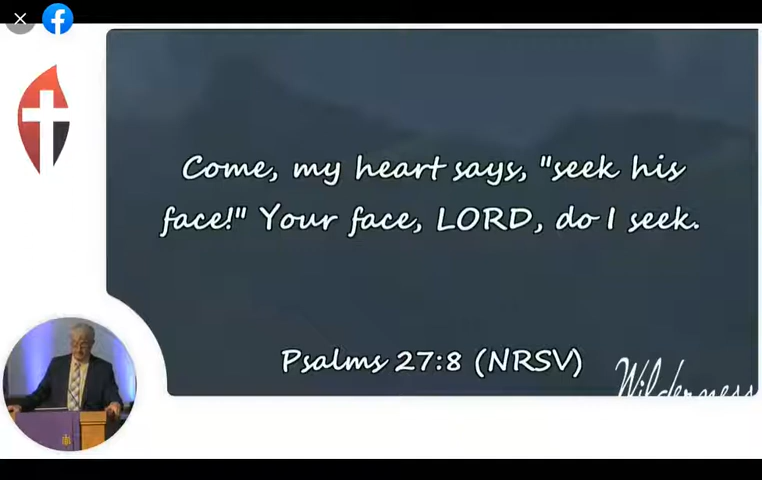 Come, my heart says, "seek his
face!" Your face, LORD, do I seek.
Psalms 27:8 (NRSV)
Wilderness